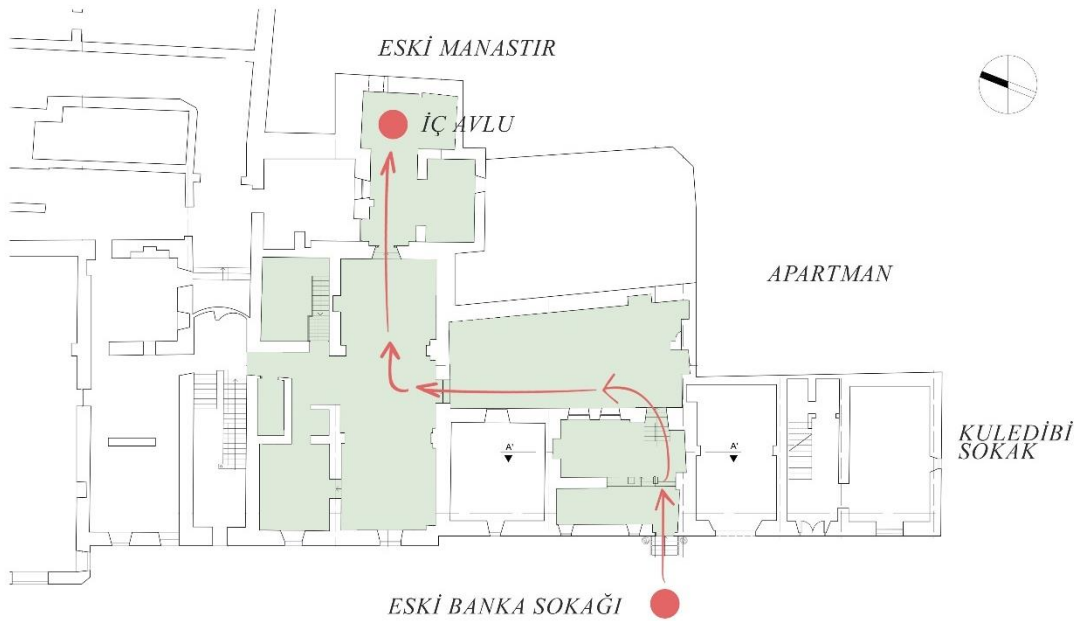 ESKİ MANASTIR
İÇ AVLU
APARTMAN
KULEDİBİ
SOKAK
A'
A'
ESKİ BANKA SOKAĞI